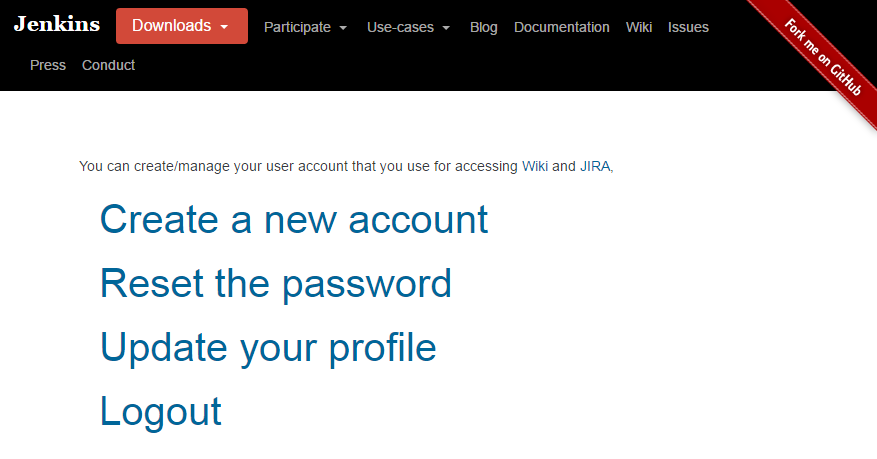 Jenkins Downloads Participate Use-cases Blog Documentation Wiki Issues
Press Conduct
Fork me on GitHub
You can create/manage your user account that you use for accessing Wiki and JIRA,
Create a new account
Reset the password
Update your profile
Logout